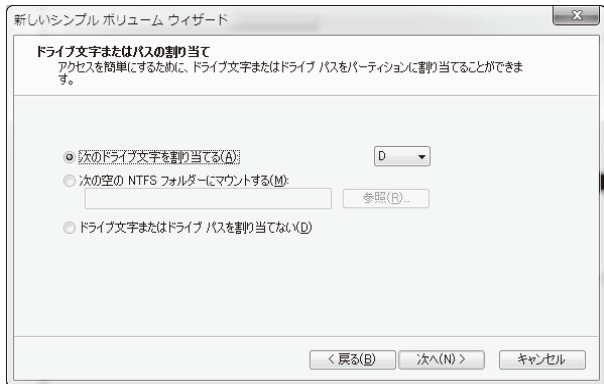 新しいシンプル ボリューム ウィザード
ドライブ文字またはパスの割り当て
アクセスを簡単にするために、ドライブ文字またはドライブ パスをパーティションに割り当てることができま
す。
次のドライブ文字を割り当てる(A):
D
次の空の NTFS フォルダーにマウントする(M):
参照(R)...
ドライブ文字またはドライブ パスを割り当てない(D)
< 戻る(B)
次へ(N) >
キャンセル